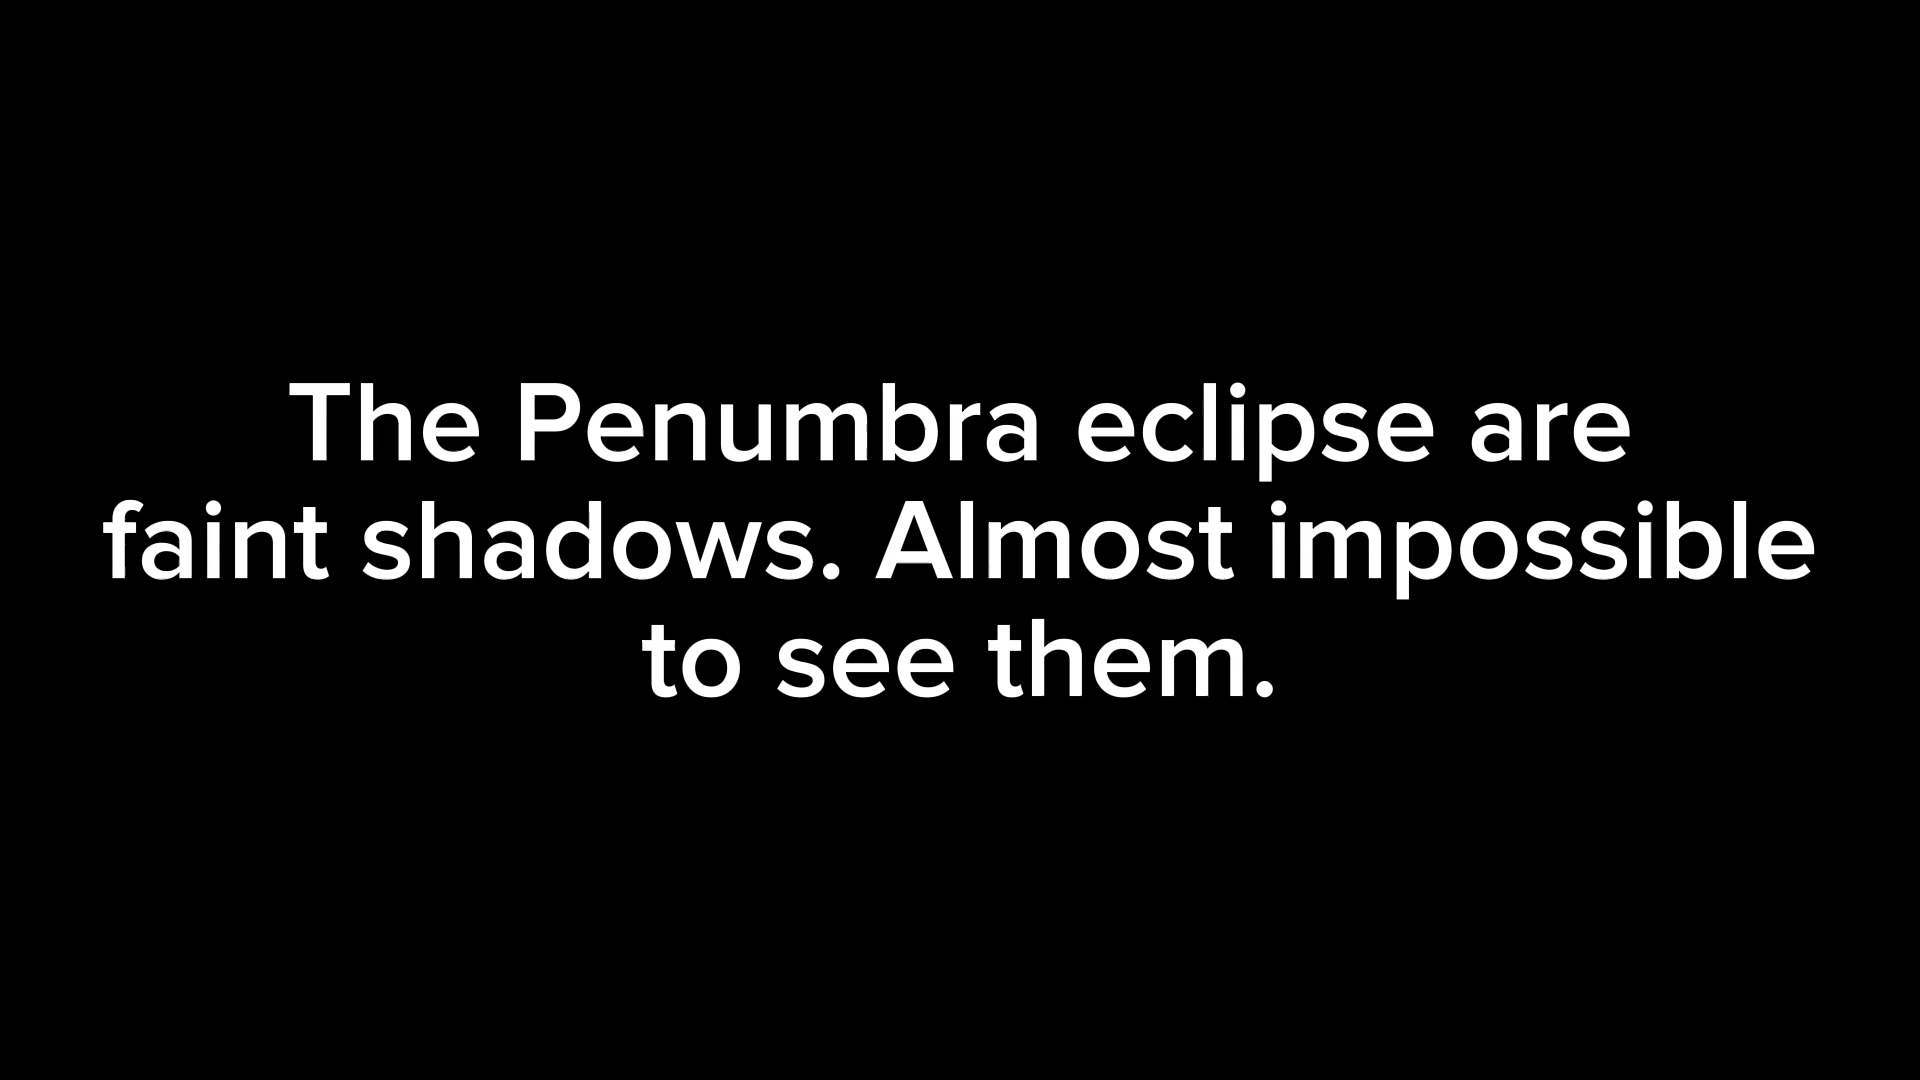 The Penumbra eclipse are
faint shadows. Almost impossible
to see them.